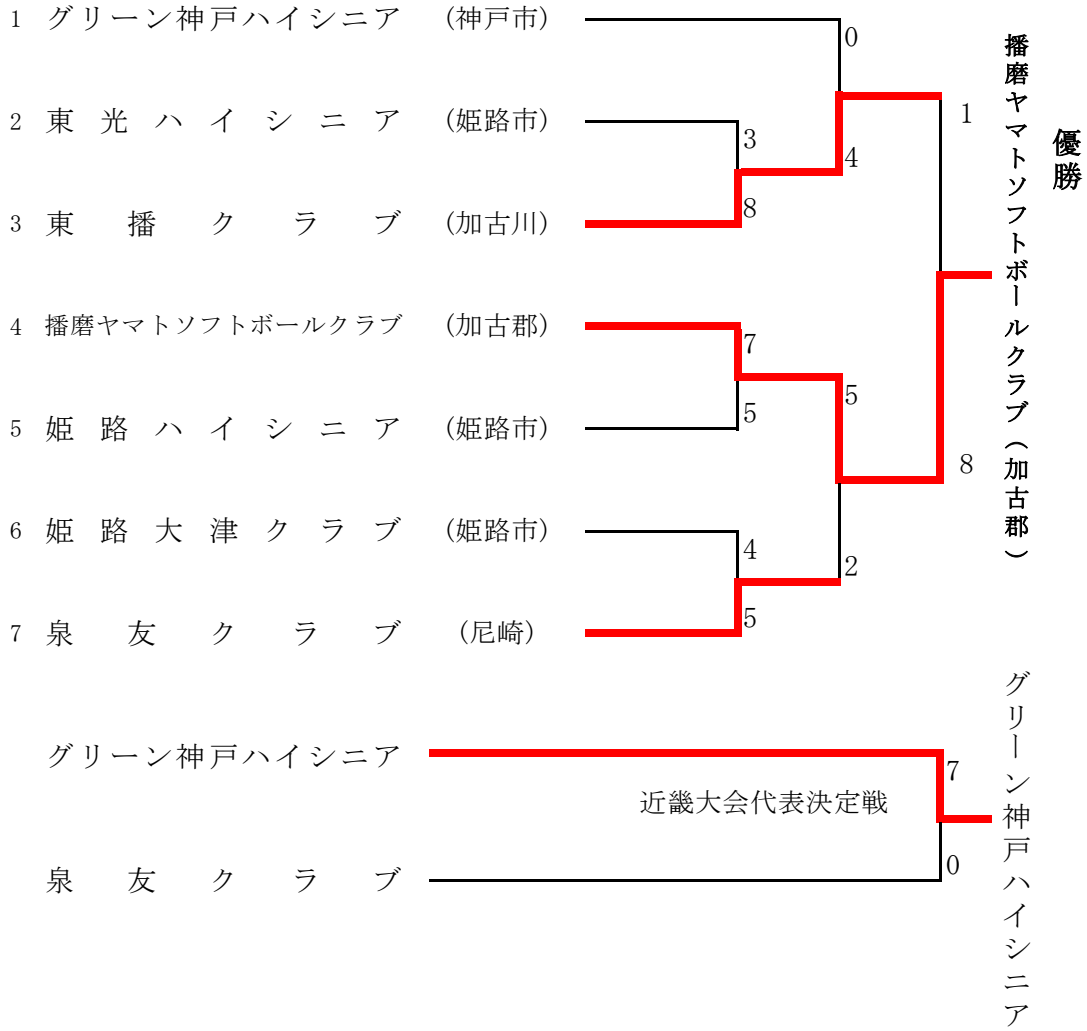 1 グリーン神戸ハイシニア (神戸市)
0
2 東光ハイシニア (姫路市)
3
1
4
3 東播クラブ (加古川)
8
4 播磨ヤマトソフトボールクラブ (加古郡)
7
5
5 姫路ハイシニア (姫路市)
5
8
6 姫路大津クラブ (姫路市)
4
2
7 泉友クラブ (尼崎)
5
優勝
播磨ヤマトソフトボールクラブ(加古郡)
グリーン神戸ハイシニア
7
近畿大会代表決定戦
泉友クラブ
0
グリーン神戸ハイシニア